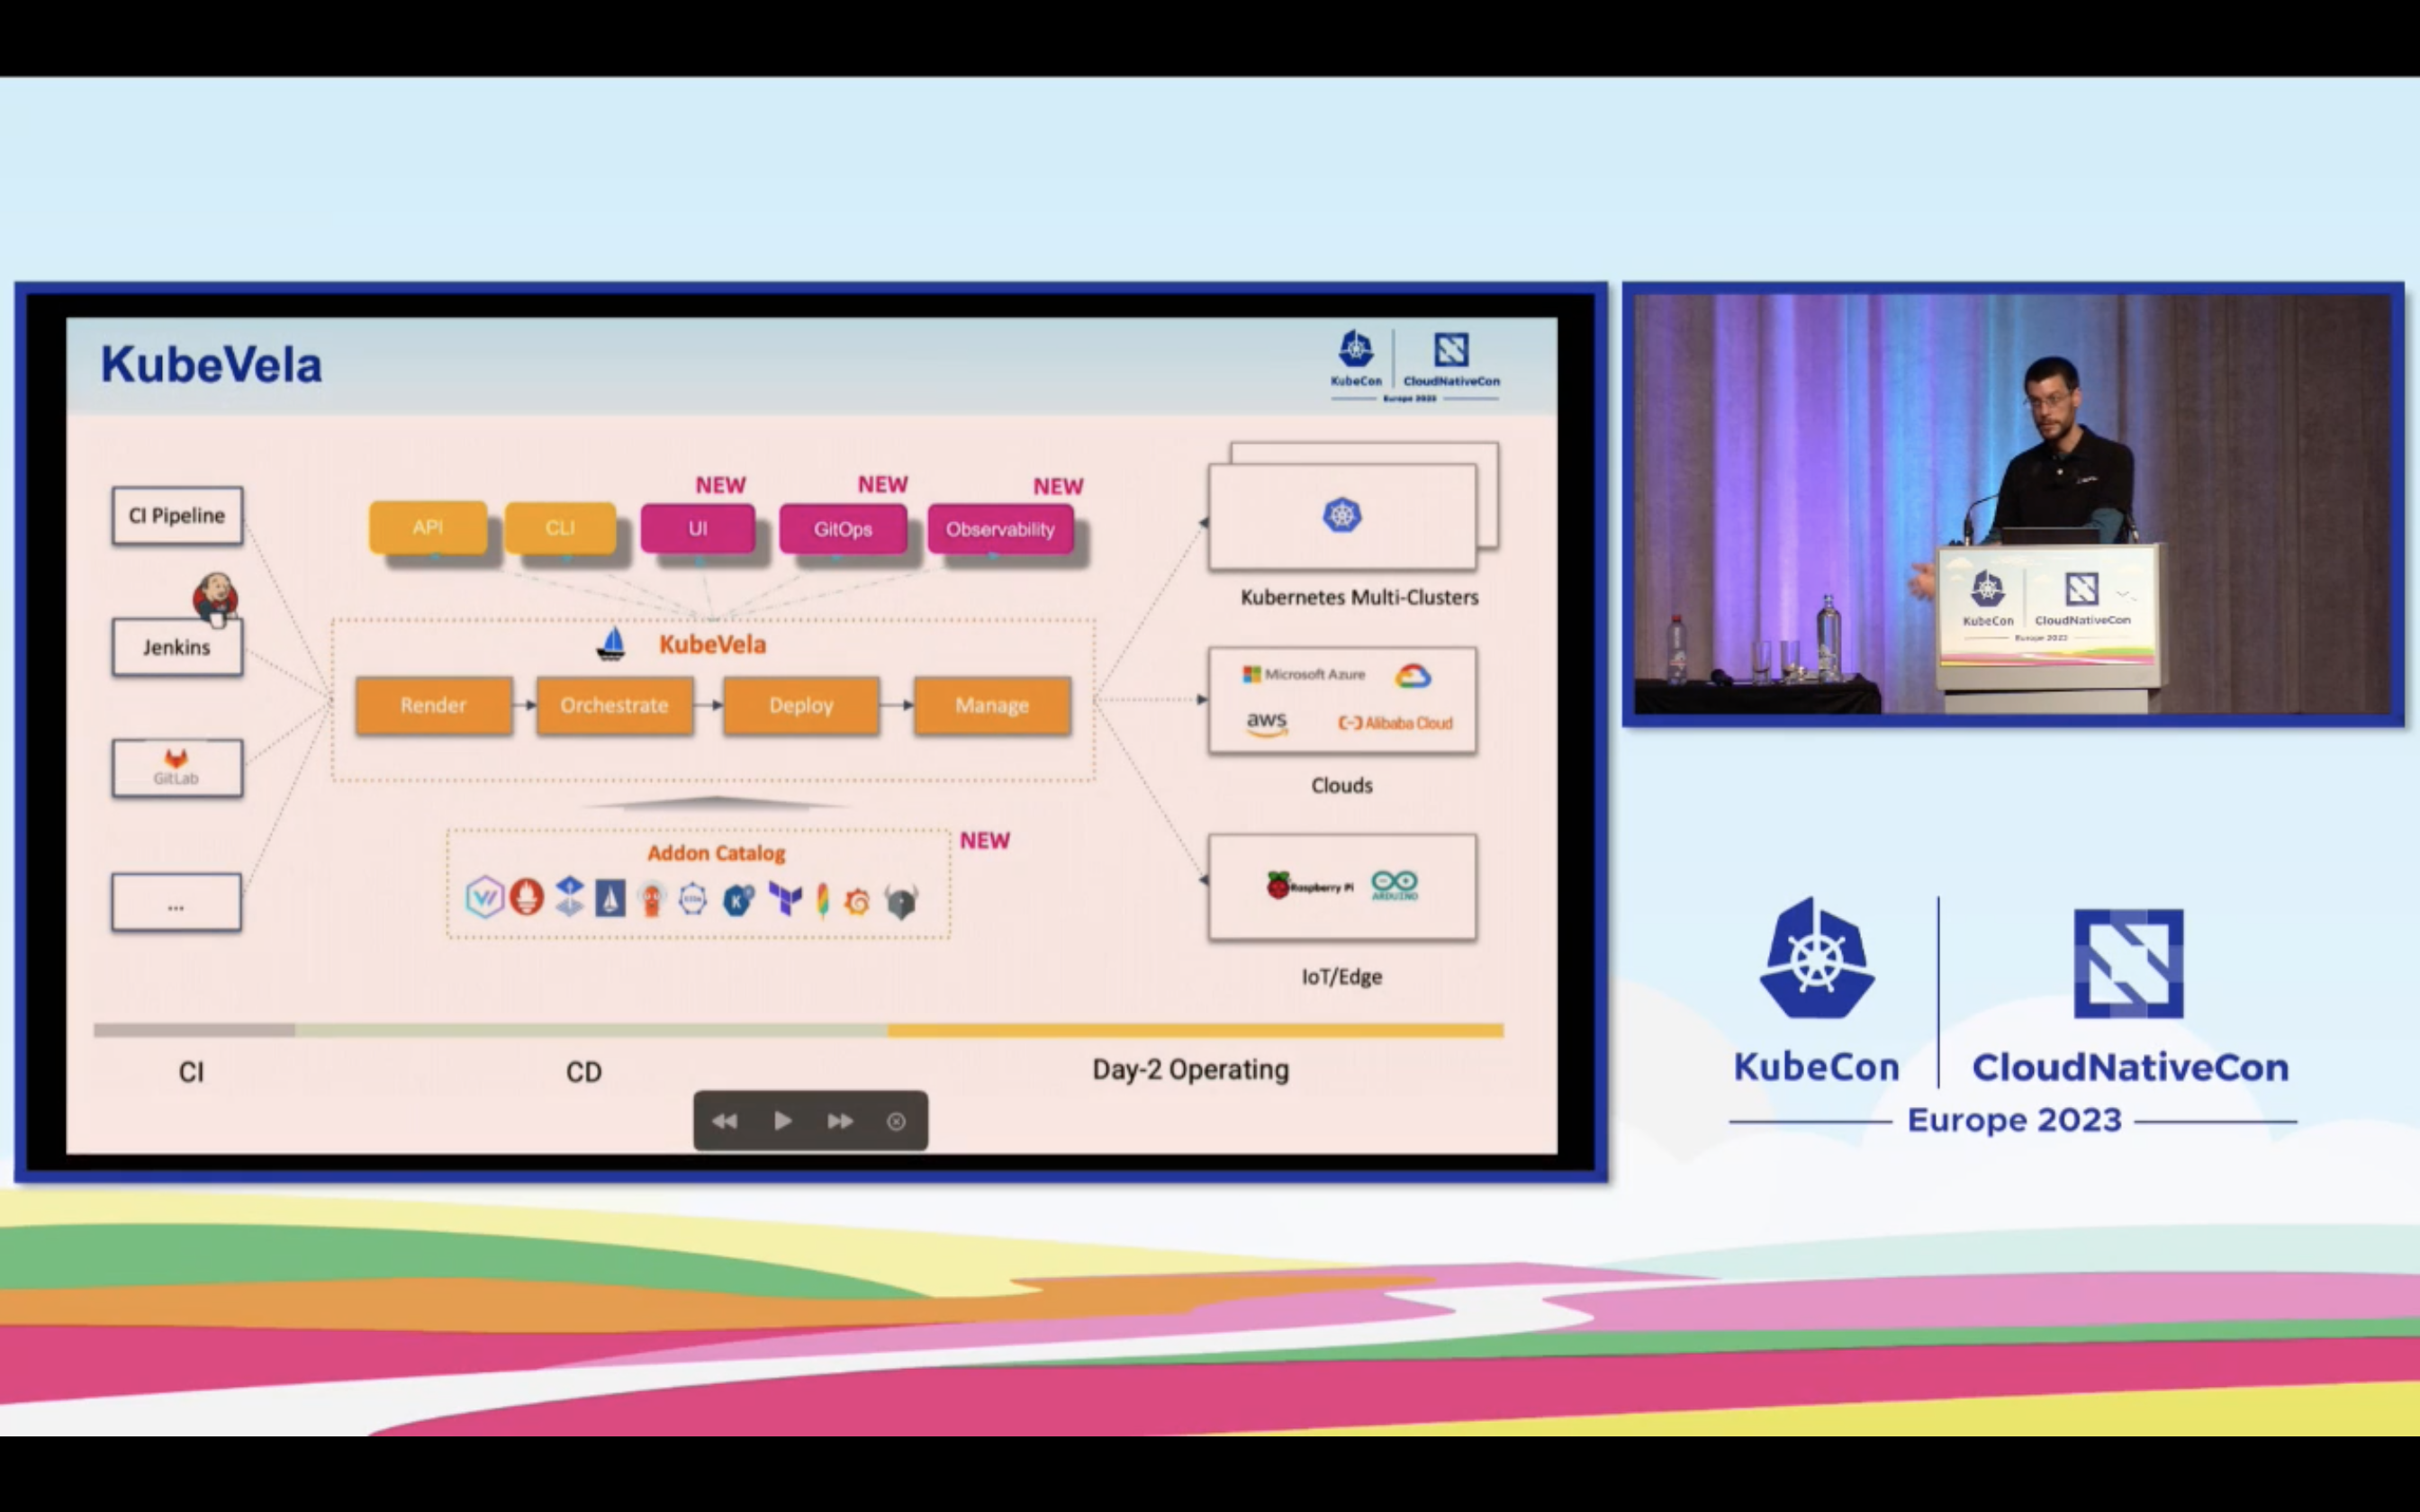 KubeVela
KubeCon
CloudNativeCon
Europe 2023
CI Pipeline
Jenkins
GitLab
...
NEW
NEW
NEW
API
CLI
UI
GitOps
Observability
KubeVela
Render
Orchestrate
Deploy
Manage
Addon Catalog
NEW
Kubernetes Multi-Clusters
Microsoft Azure
aws
Alibaba Cloud
Clouds
Raspberry Pi
ARDUINO
IoT/Edge
CI
CD
Day-2 Operating
KubeCon
CloudNativeCon
Europe 2023
KubeCon
CloudNativeCon
Europe 2023